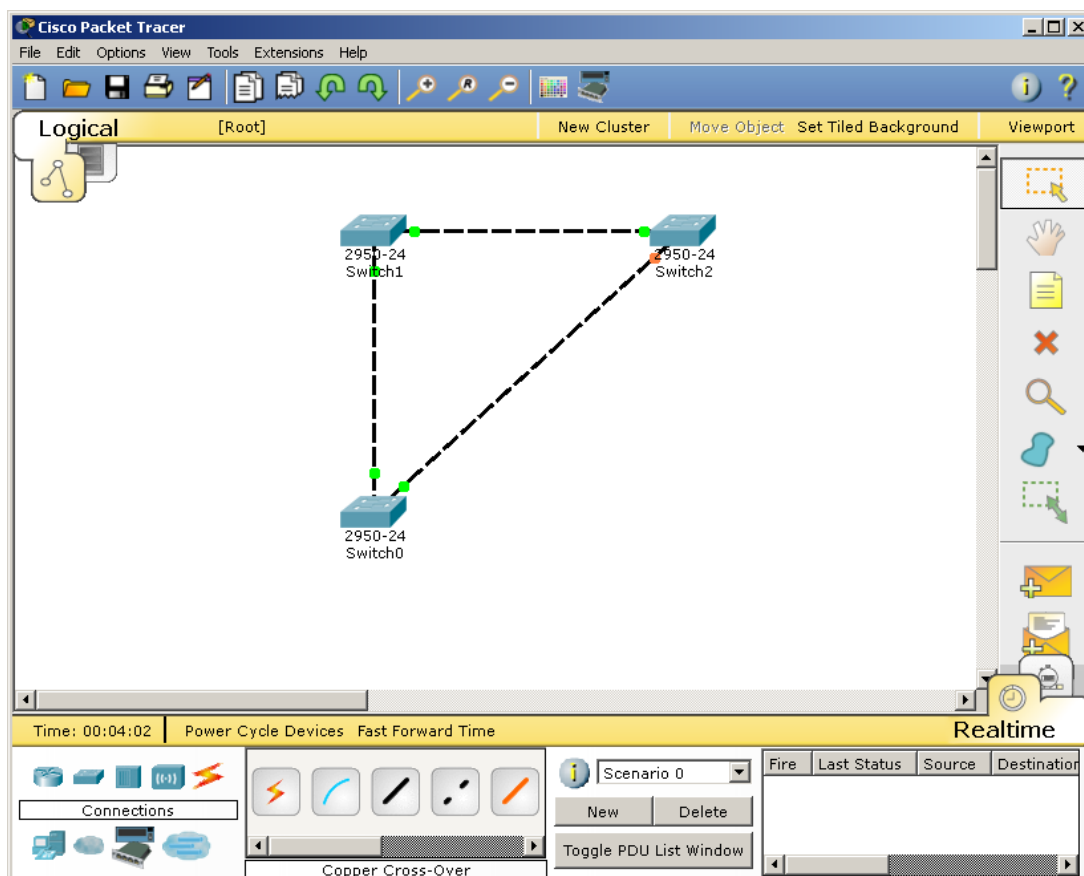 Cisco Packet Tracer
File Edit Options View Tools Extensions Help
Logical [Root] New Cluster Move Object Set Tiled Background Viewport
2950-24
Switch1
2950-24
Switch2
2950-24
Switch0
Time: 00:04:02 Power Cycle Devices Fast Forward Time Realtime
Connections
Copper Cross-Over
Scenario 0
New Delete
Toggle PDU List Window
Fire Last Status Source Destination